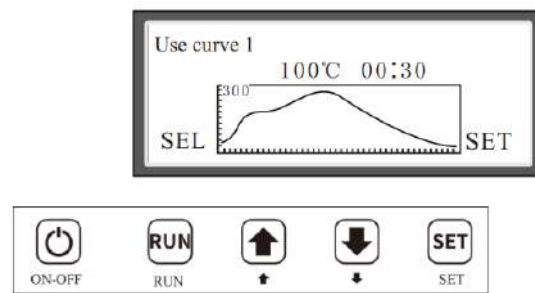 Use curve 1
100℃ 00:30
300
SEL SET
RUN SET
ON-OFF RUN SET